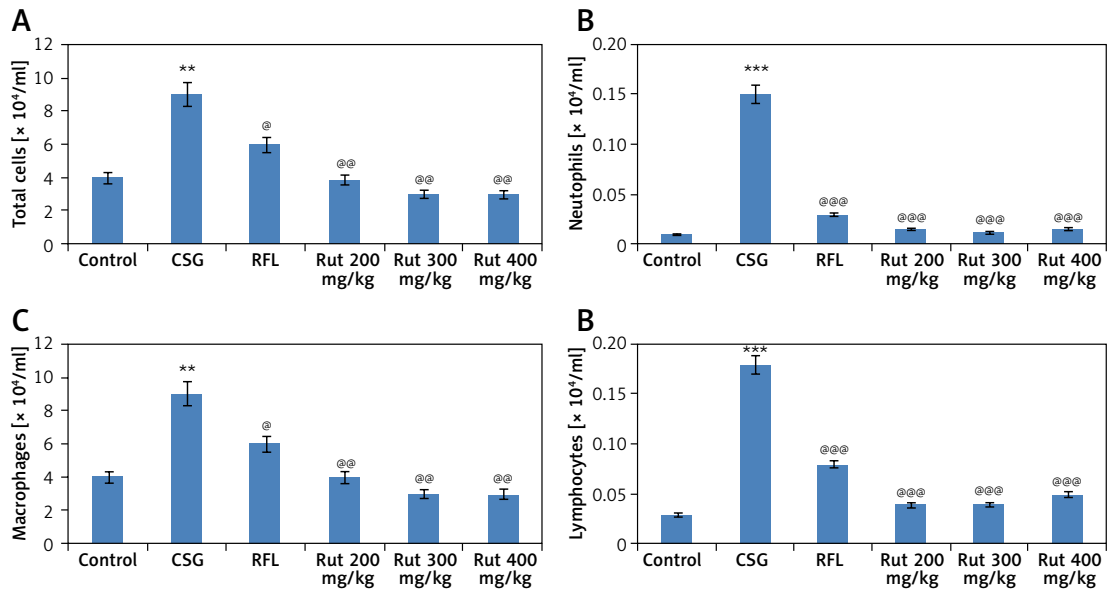 A
Total cells [× 10⁴/ml]
12
10
8
6
4
2
0
**
@
@@
@@
@@
Control CSG RFL Rut 200 Rut 300 Rut 400
mg/kg mg/kg mg/kg
B
Neutophils [× 10⁴/ml]
0.20
0.15
0.10
0.05
0
***
@@@
@@@
@@@
@@@
Control CSG RFL Rut 200 Rut 300 Rut 400
mg/kg mg/kg mg/kg
C
Macrophages [× 10⁴/ml]
12
10
8
6
4
2
0
**
@
@@
@@
@@
Control CSG RFL Rut 200 Rut 300 Rut 400
mg/kg mg/kg mg/kg
B
Lymphocytes [× 10⁴/ml]
0.20
0.15
0.10
0.05
0
***
@@@
@@@
@@@
@@@
Control CSG RFL Rut 200 Rut 300 Rut 400
mg/kg mg/kg mg/kg